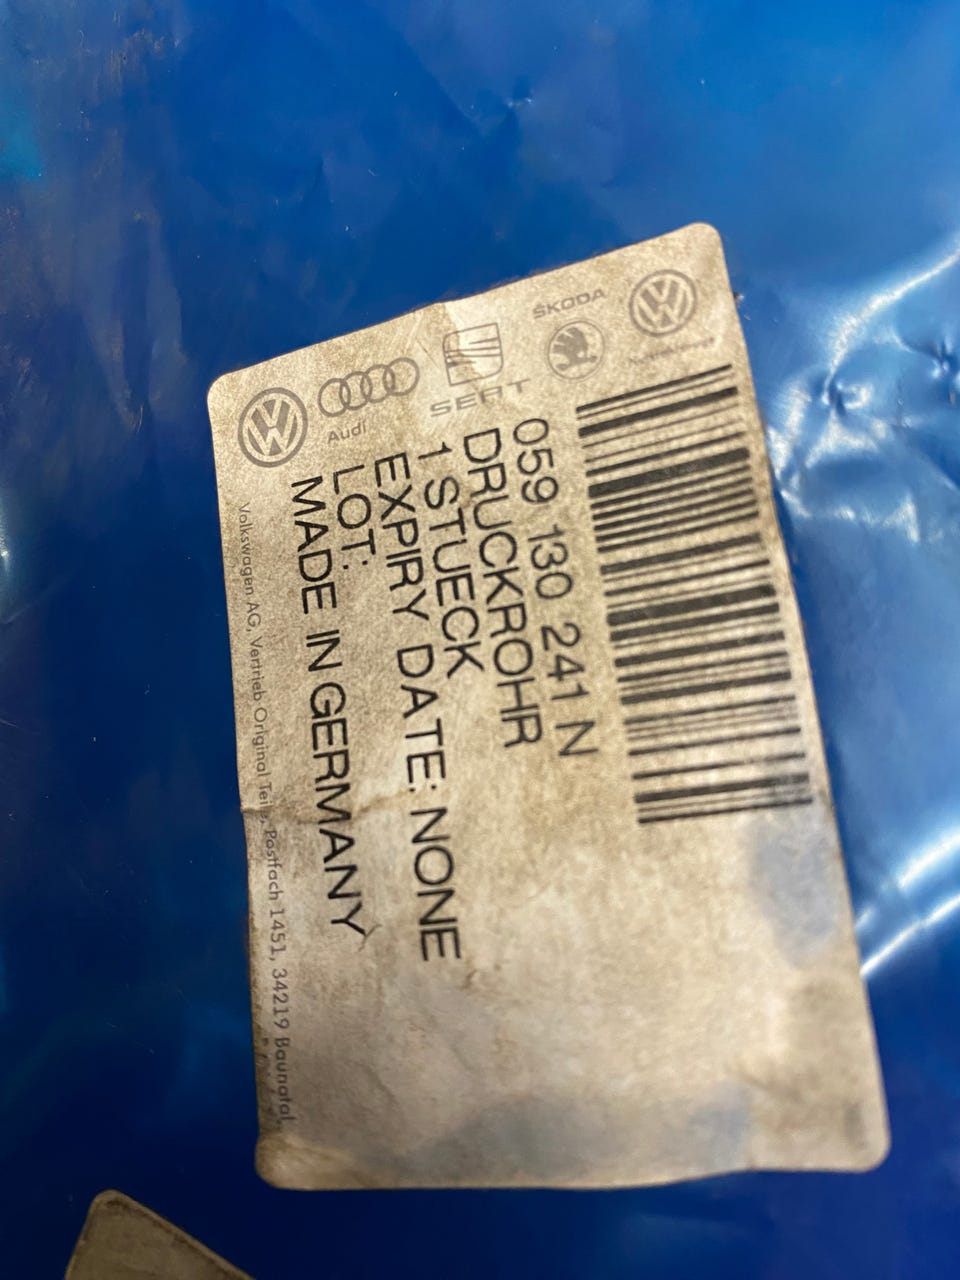 Audi
SEAT
ŠKODA
Nutzfahrzeuge
059 130 241 N
DRUCKROHR
1 STUECK
EXPIRY DATE: NONE
LOT:
MADE IN GERMANY
Volkswagen AG, Vertrieb Original Teile, Postfach 1451, 34219 Baunatal